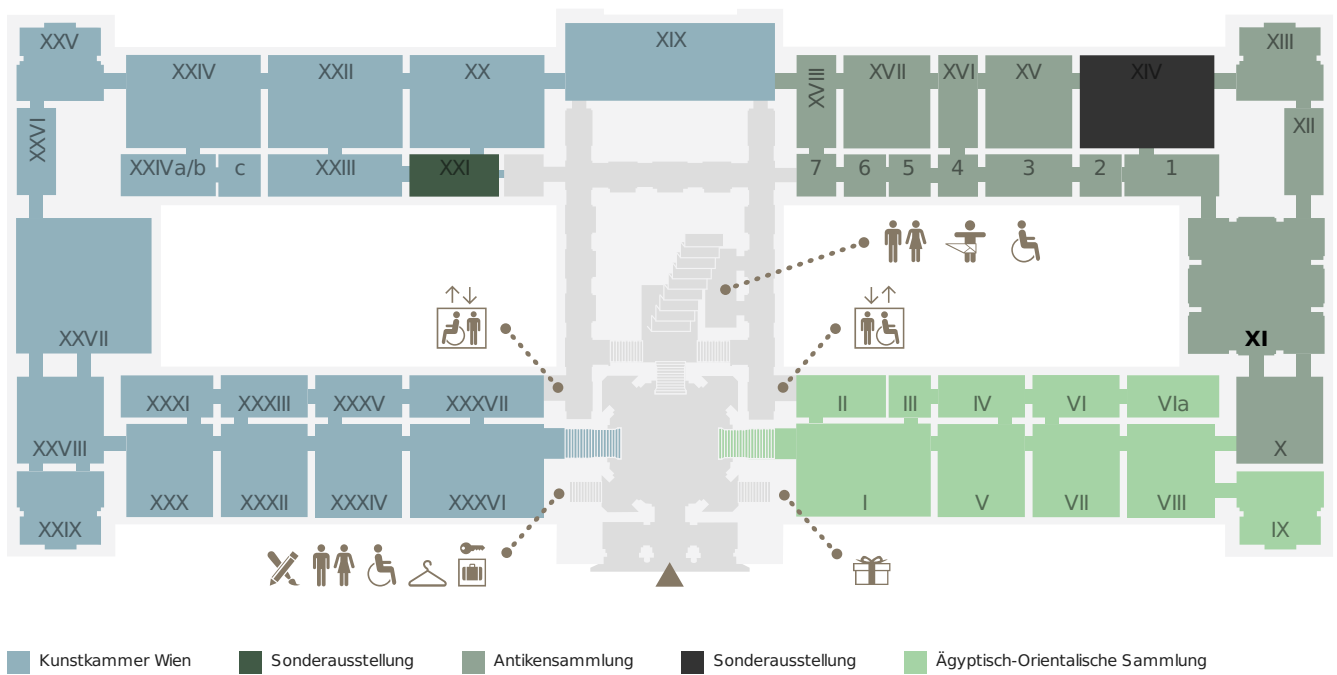 XXV
XXIV
XXII
XX
XIX
XVIII
XVII
XVI
XV
XIV
XIII
XXVI
XII
XXIVa/b
c
XXIII
XXI
7
6
5
4
3
2
1
XXVII
XI
XXXI
XXXIII
XXXV
XXXVII
II
III
IV
VI
VIa
XXVIII
X
XXX
XXXII
XXXIV
XXXVI
I
V
VII
VIII
XXIX
IX
Kunstkammer Wien
Sonderausstellung
Antikensammlung
Sonderausstellung
Ägyptisch-Orientalische Sammlung